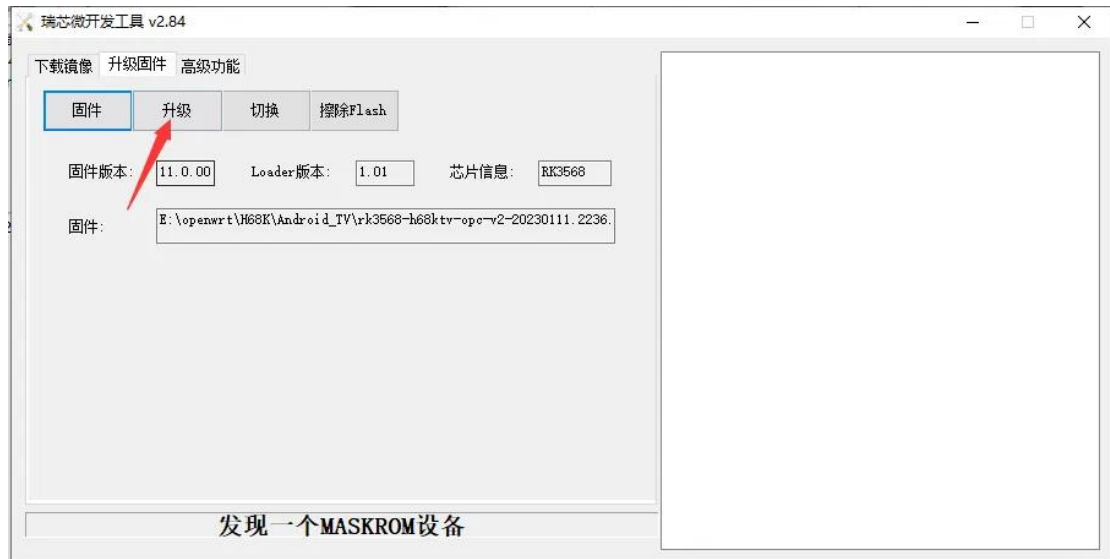 瑞芯微开发工具 v2.84
下载镜像 升级固件 高级功能
固件 升级 切换 擦除Flash
固件版本: 11.0.00 Loader版本: 1.01 芯片信息: RK3568
固件: E:\openwrt\H68K\Android_TV\rk3568-h68ktv-opc-v2-20230111.2236.
发现一个MASKROM设备